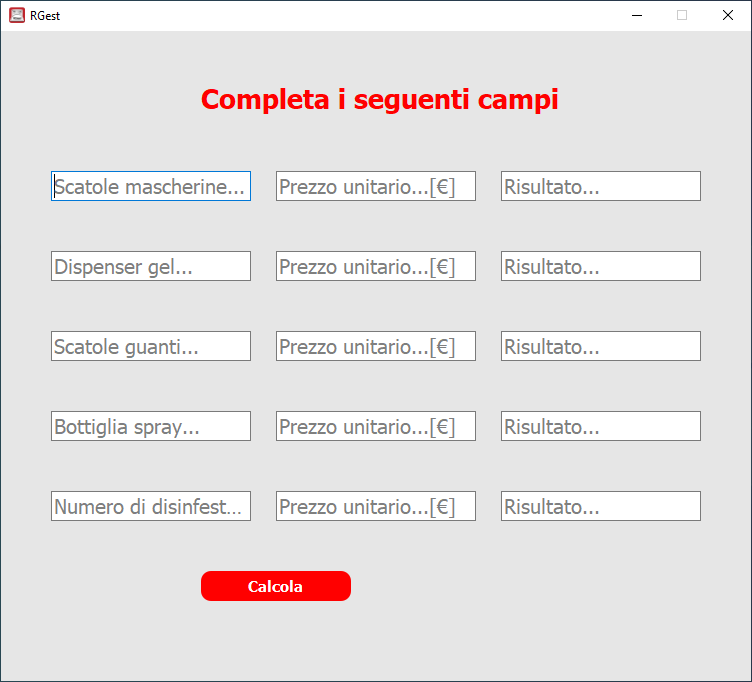 RGest
Completa i seguenti campi
Scatole mascherine... Prezzo unitario...[€] Risultato...
Dispenser gel... Prezzo unitario...[€] Risultato...
Scatole guanti... Prezzo unitario...[€] Risultato...
Bottiglia spray... Prezzo unitario...[€] Risultato...
Numero di disinfest... Prezzo unitario...[€] Risultato...
Calcola